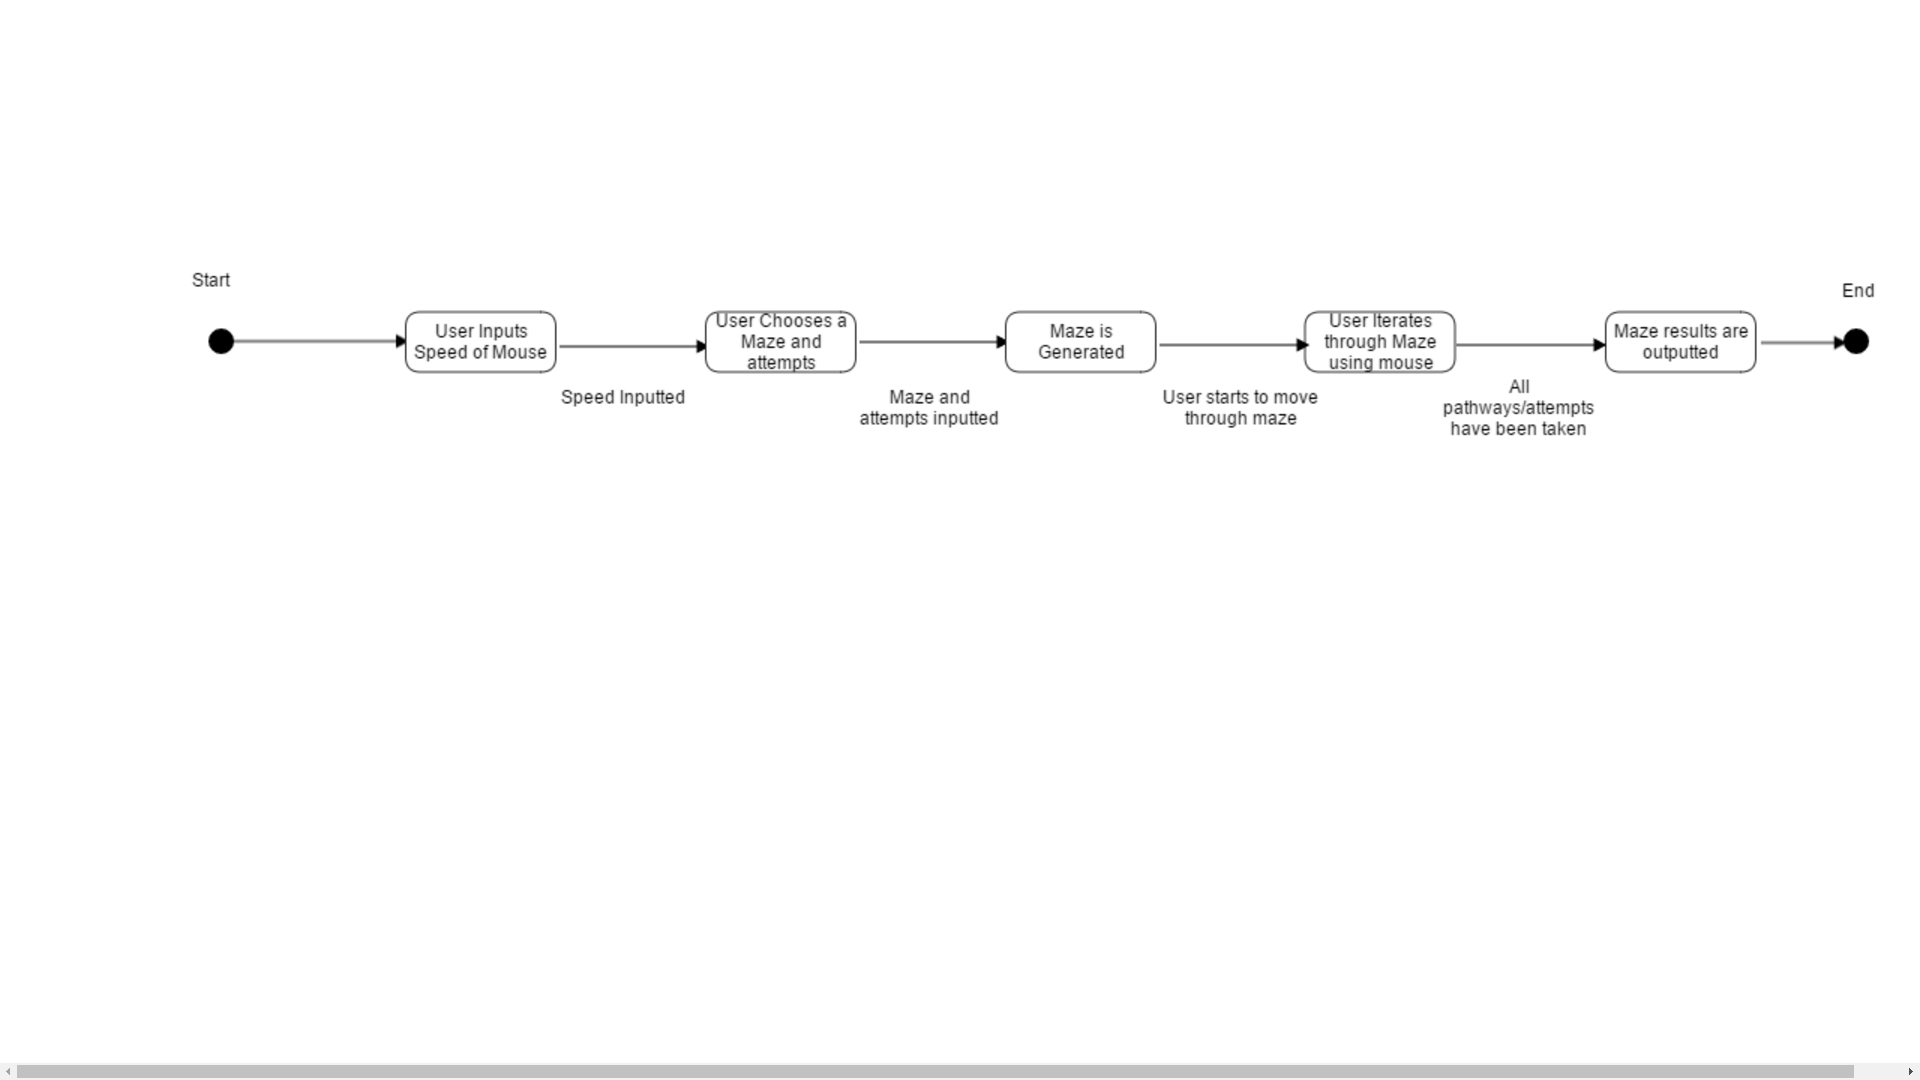 Start
End
User Inputs
Speed of Mouse
User Chooses a
Maze and
attempts
Maze is
Generated
User Iterates
through Maze
using mouse
Maze results are
outputted
Speed Inputted
Maze and
attempts inputted
User starts to move
through maze
All
pathways/attempts
have been taken